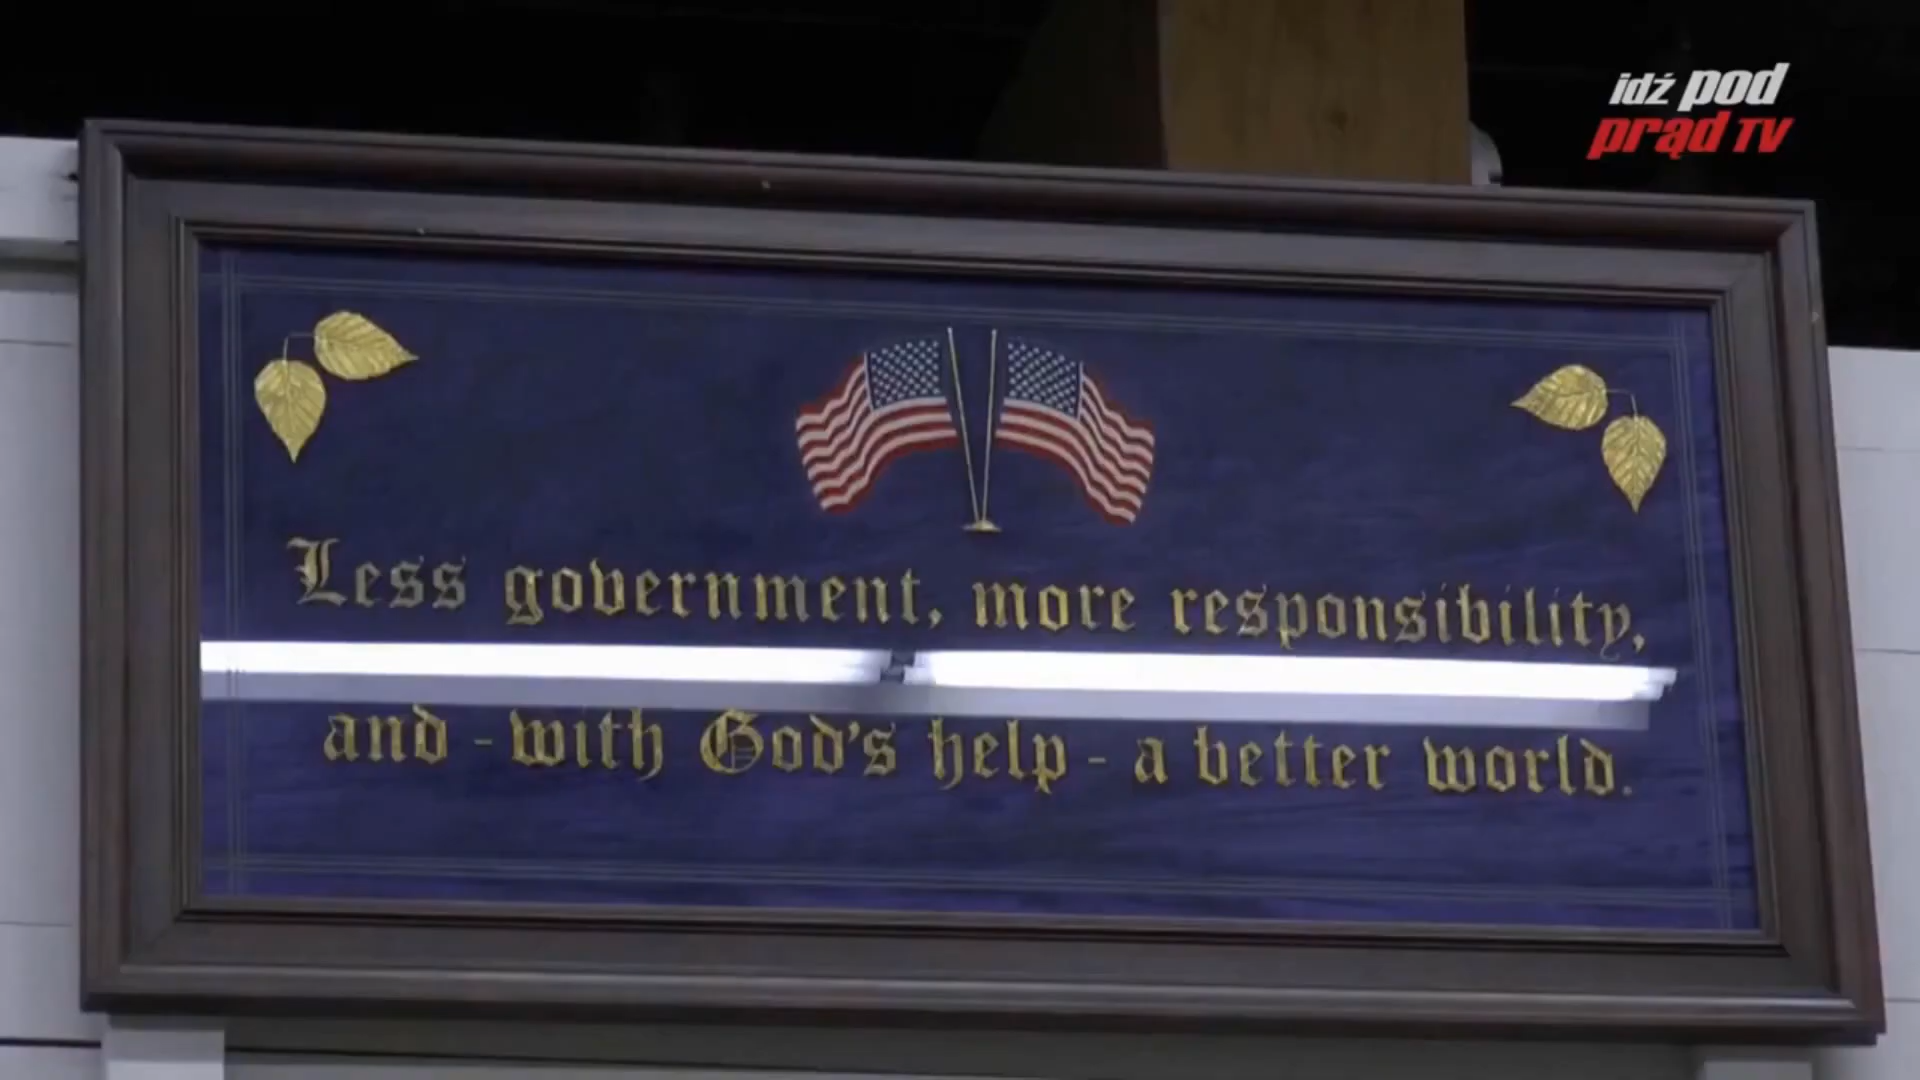 idź pod
prąd TV
Less government, more responsibility,
and - with God's help - a better world.